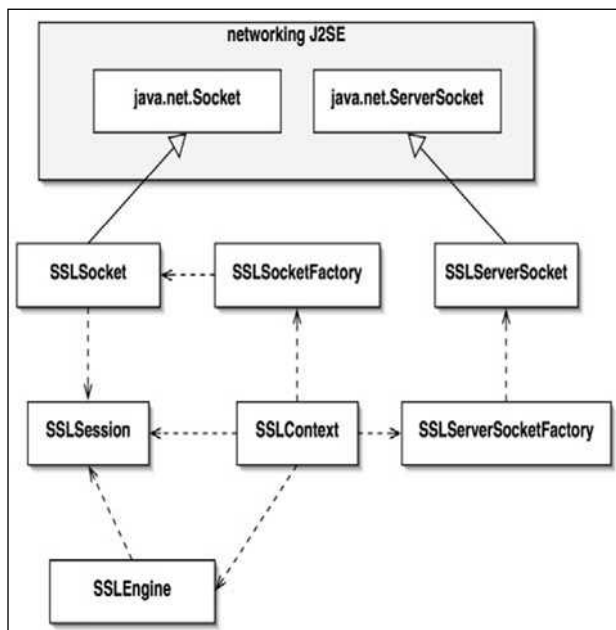 networking J2SE
java.net.Socket
java.net.ServerSocket
SSLSocket
SSLSocketFactory
SSLServerSocket
SSLSession
SSLContext
SSLServerSocketFactory
SSLEngine